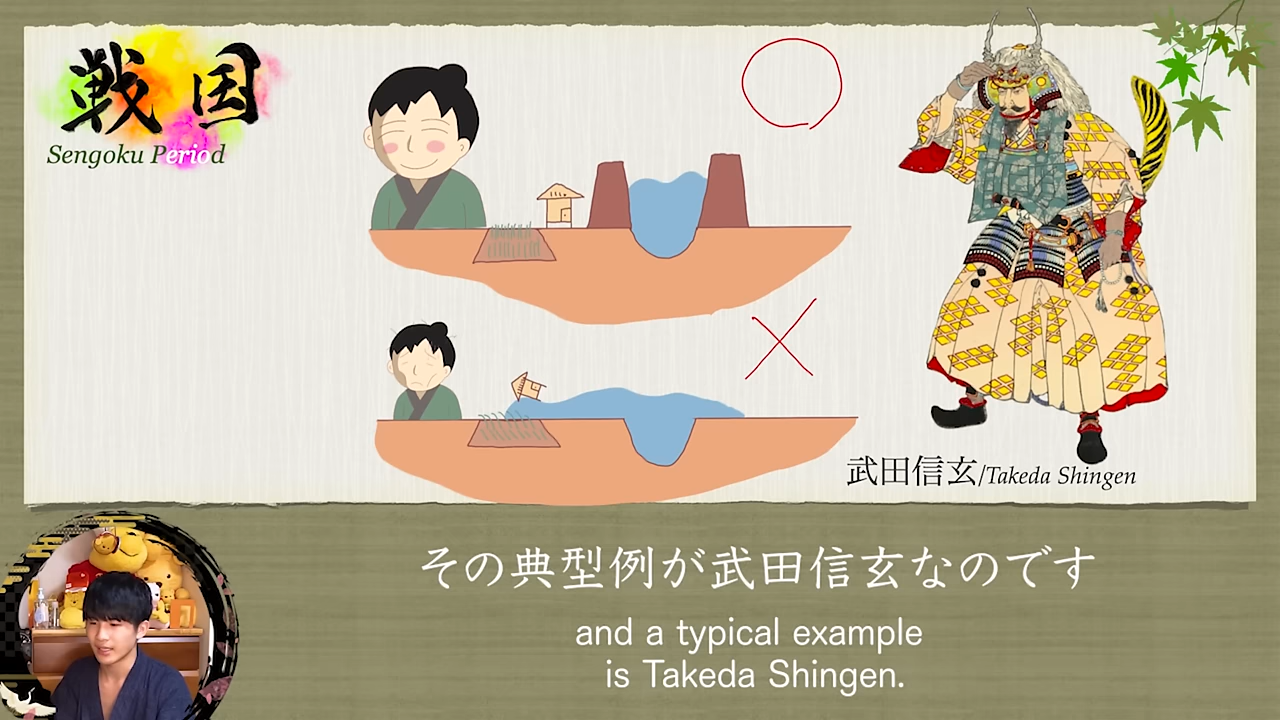 戦国
Sengoku Period
武田信玄/Takeda Shingen
その典型例が武田信玄なのです
and a typical example
is Takeda Shingen.